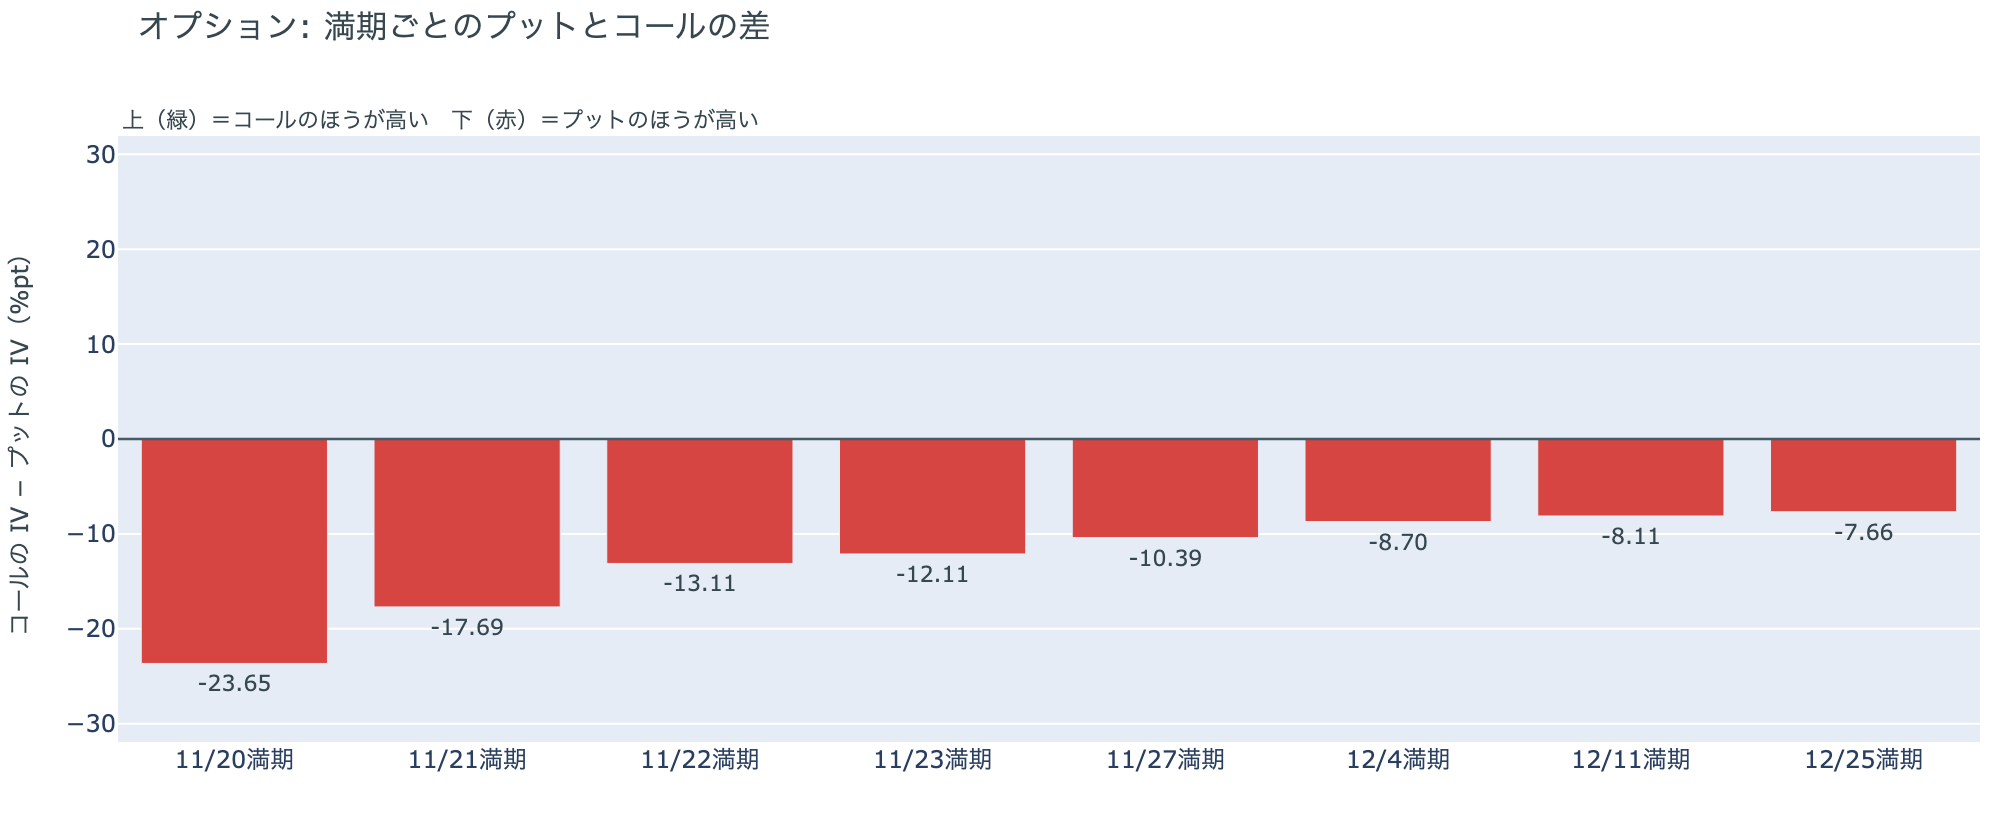 オプション: 満期ごとのプットとコールの差
上（緑）＝コールのほうが高い　下（赤）＝プットのほうが高い
コールの IV − プットの IV（%pt）
30
20
10
0
−10
−20
−30
-23.65
-17.69
-13.11
-12.11
-10.39
-8.70
-8.11
-7.66
11/20満期
11/21満期
11/22満期
11/23満期
11/27満期
12/4満期
12/11満期
12/25満期